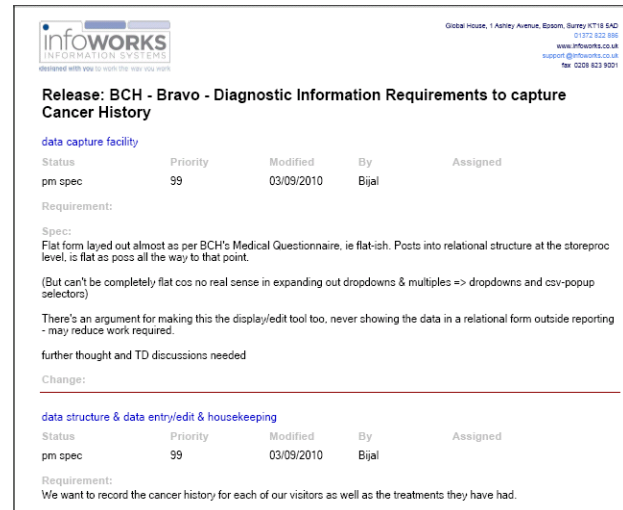 infoWORKS
INFORMATION SYSTEMS
designed with you to work the way you work
Global House, 1 Ashley Avenue, Epsom, Surrey KT18 5AD
01372 822 886
www.infoworks.co.uk
support@infoworks.co.uk
fax 0208 823 9001
Release: BCH - Bravo - Diagnostic Information Requirements to capture
Cancer History
data capture facility
Status Priority Modified By Assigned
pm spec 99 03/09/2010 Bijal
Requirement:
Spec:
Flat form layed out almost as per BCH's Medical Questionnaire, ie flat-ish. Posts into relational structure at the storeproc
level, is flat as poss all the way to that point.
(But can't be completely flat cos no real sense in expanding out dropdowns & multiples => dropdowns and csv-popup
selectors)
There's an argument for making this the display/edit tool too, never showing the data in a relational form outside reporting
- may reduce work required.
further thought and TD discussions needed
Change:
data structure & data entry/edit & housekeeping
Status Priority Modified By Assigned
pm spec 99 03/09/2010 Bijal
Requirement:
We want to record the cancer history for each of our visitors as well as the treatments they have had.